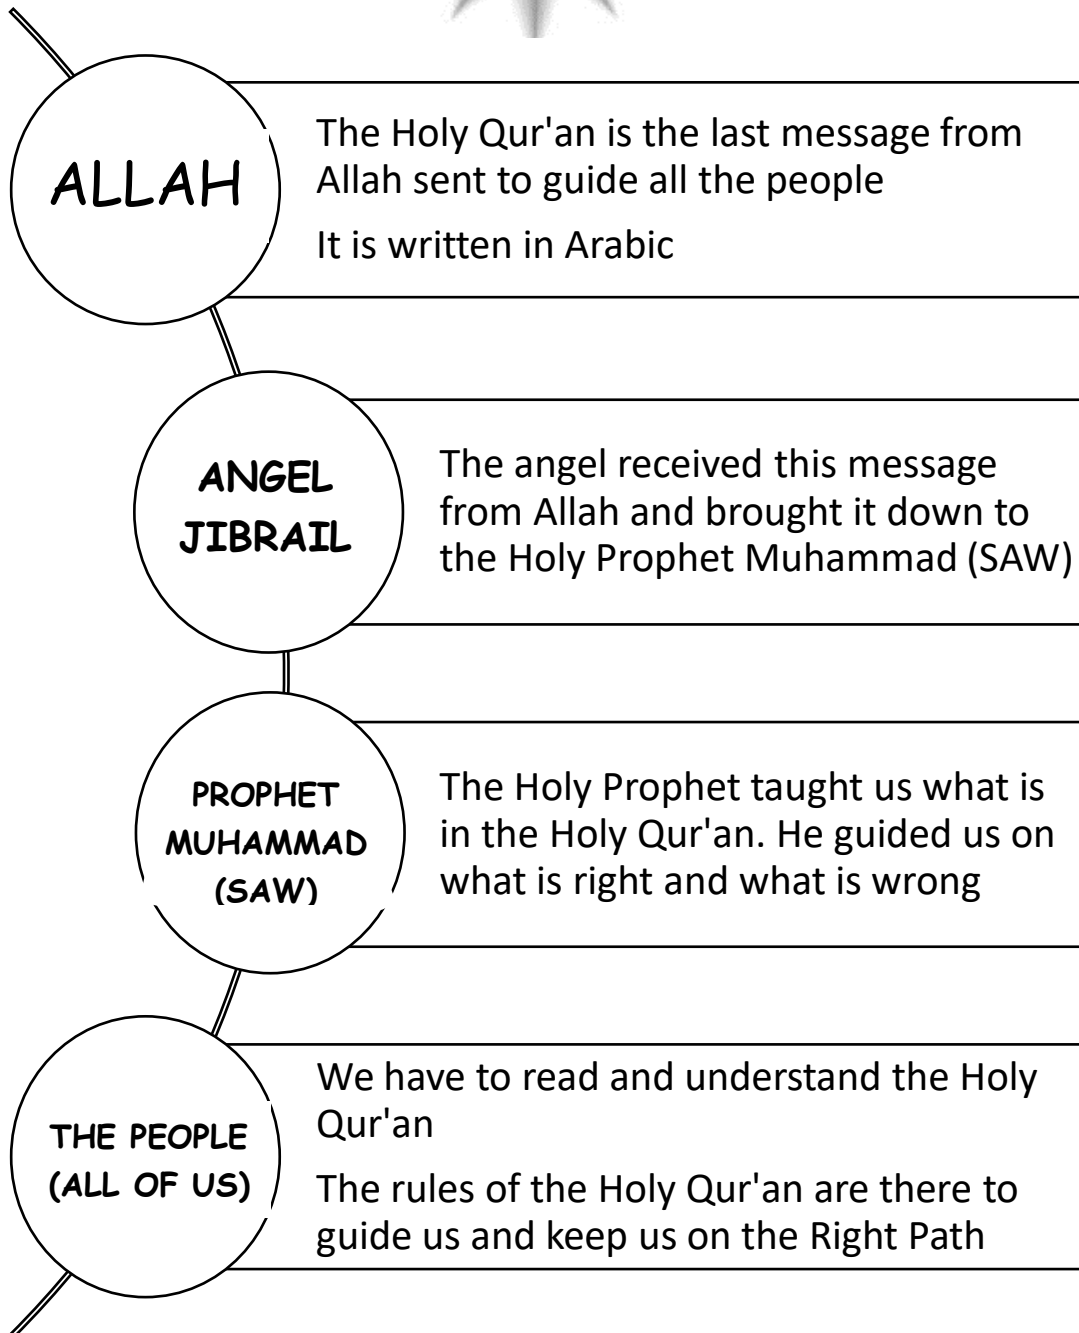 ALLAH
The Holy Qur'an is the last message from
Allah sent to guide all the people
It is written in Arabic
ANGEL
JIBRAIL
The angel received this message
from Allah and brought it down to
the Holy Prophet Muhammad (SAW)
PROPHET
MUHAMMAD
(SAW)
The Holy Prophet taught us what is
in the Holy Qur'an. He guided us on
what is right and what is wrong
THE PEOPLE
(ALL OF US)
We have to read and understand the Holy
Qur'an
The rules of the Holy Qur'an are there to
guide us and keep us on the Right Path